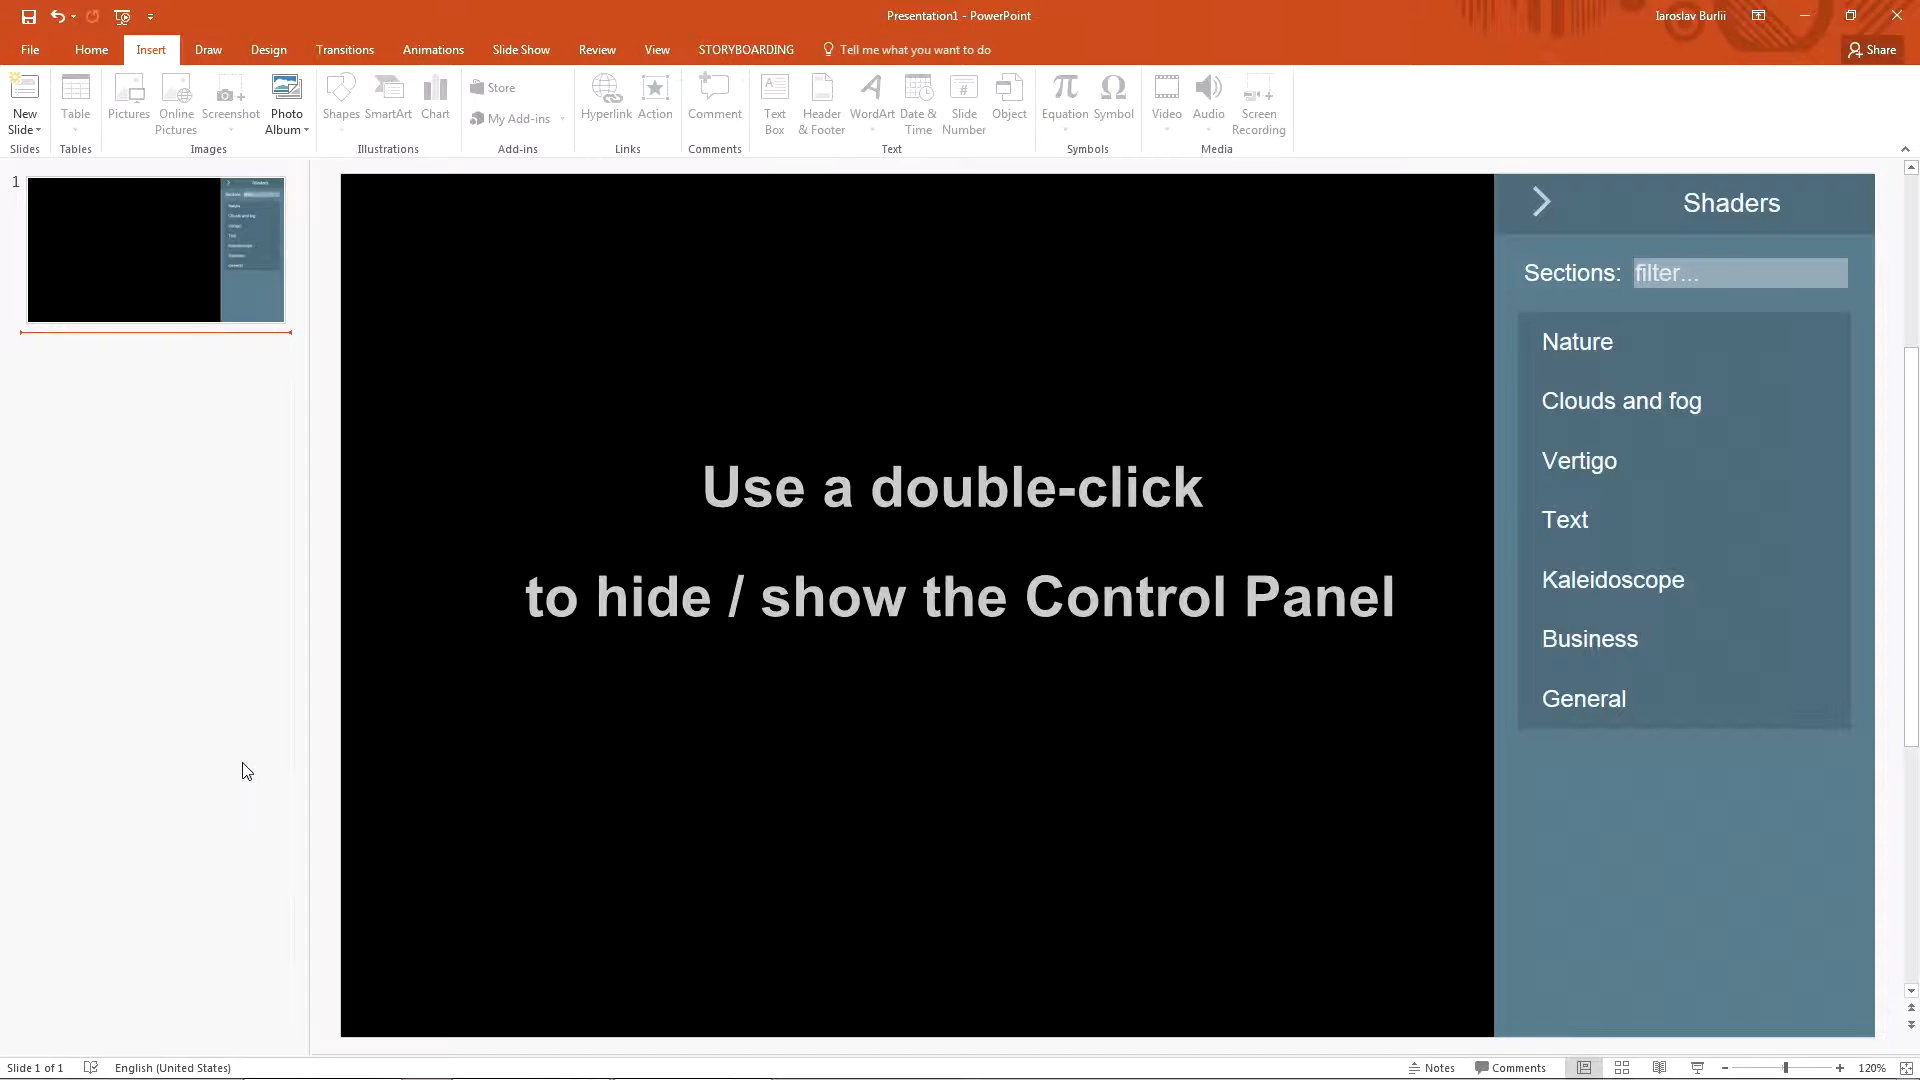 Presentation1 - PowerPoint
Iaroslav Burlii
File Home Insert Draw Design Transitions Animations Slide Show Review View STORYBOARDING Tell me what you want to do
Share
New Slide
Table
Pictures
Online Pictures
Screenshot
Photo Album
Shapes
SmartArt
Chart
Store
My Add-ins
Hyperlink
Action
Comment
Text Box
Header & Footer
WordArt
Date & Time
Slide Number
Object
Equation
Symbol
Video
Audio
Screen Recording
Slides Tables Images Illustrations Add-ins Links Comments Text Symbols Media
1
Shaders
Sections: filter...
Nature
Clouds and fog
Vertigo
Text
Kaleidoscope
Business
General
Use a double-click
to hide / show the Control Panel
Slide 1 of 1 English (United States) Notes Comments 120%